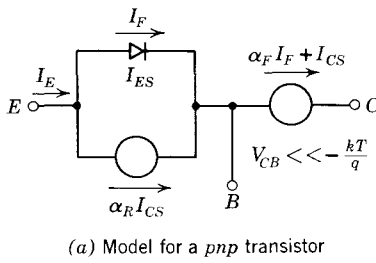 I_F
I_ES
I_E
E
α_R I_CS
α_F I_F + I_CS
C
V_CB << - kT/q
B
(a) Model for a pnp transistor